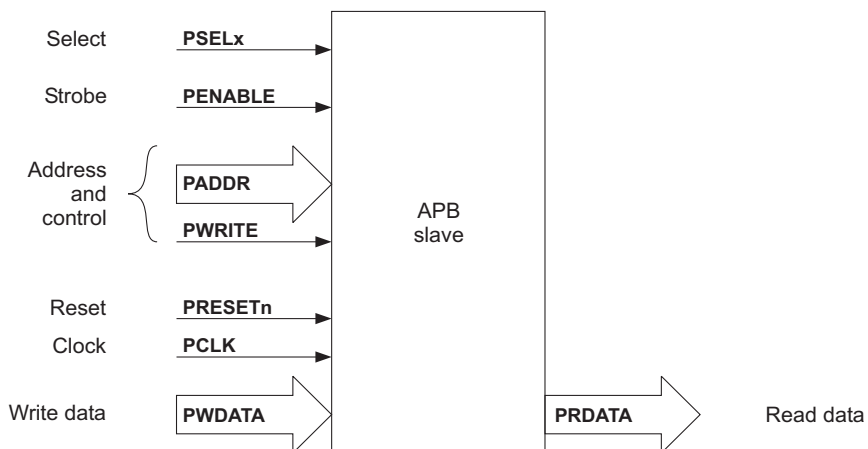 Select PSELx
Strobe PENABLE
Address
and
control
PADDR
PWRITE
APB
slave
Reset PRESETn
Clock PCLK
Write data PWDATA
PRDATA Read data